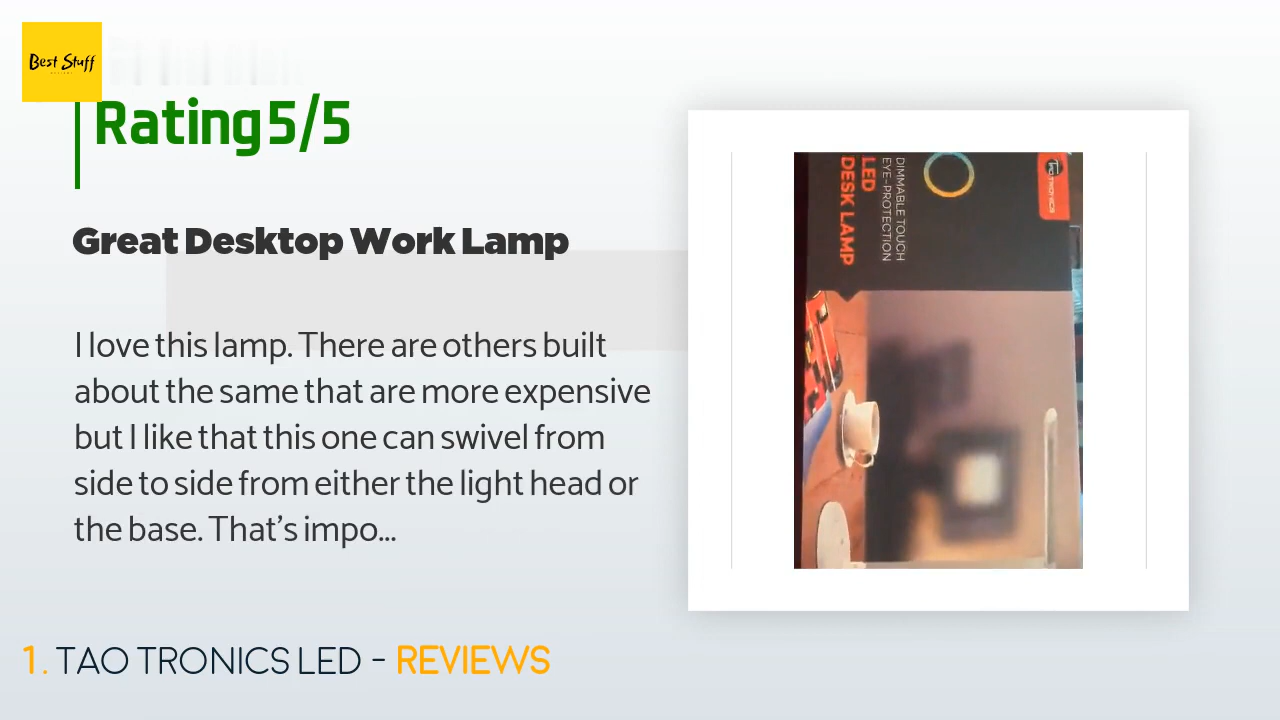 Best Stuff
Rating 5/5
Great Desktop Work Lamp
I love this lamp. There are others built
about the same that are more expensive
but I like that this one can swivel from
side to side from either the light head or
the base. That’s impo...
TAOTRONICS
DIMMABLE TOUCH
EYE-PROTECTION
LED
DESK LAMP
1. TAO TRONICS LED - REVIEWS